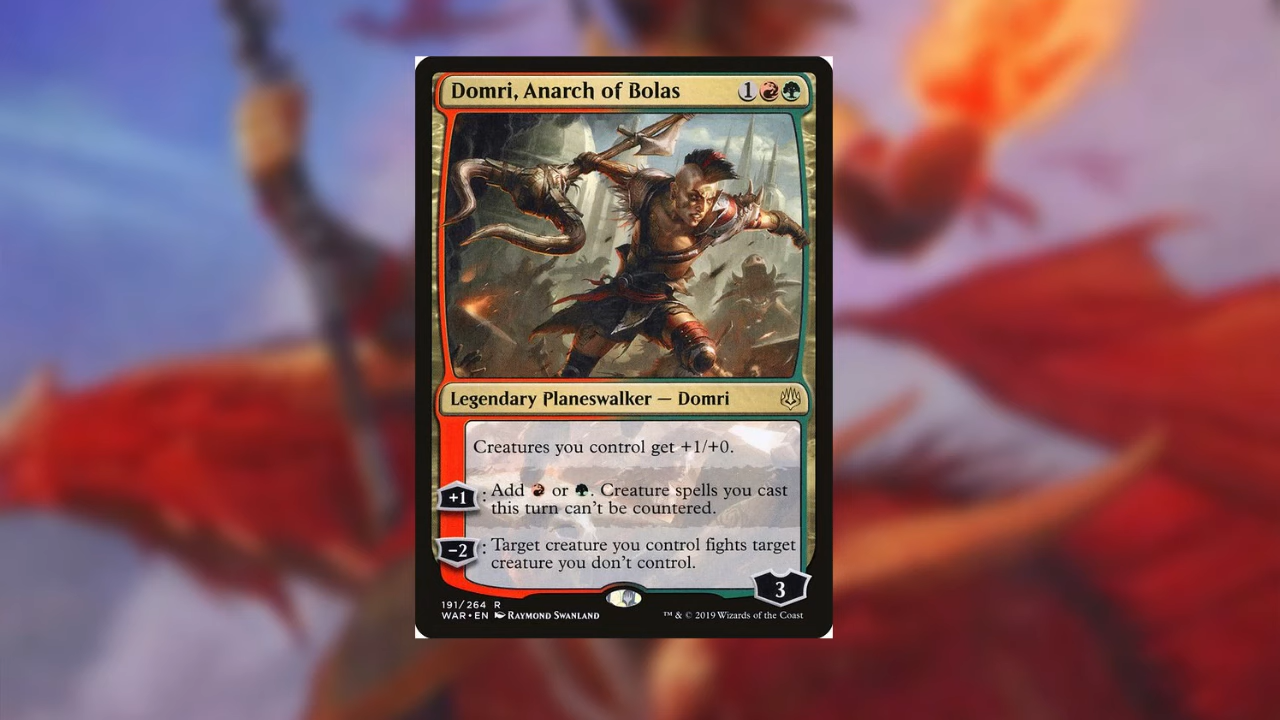 Domri, Anarch of Bolas 1
Legendary Planeswalker — Domri
Creatures you control get +1/+0.
+1 : Add or . Creature spells you cast
this turn can't be countered.
−2 : Target creature you control fights target
creature you don't control.
3
191/264 R
WAR • EN Raymond Swanland ™ & © 2019 Wizards of the Coast